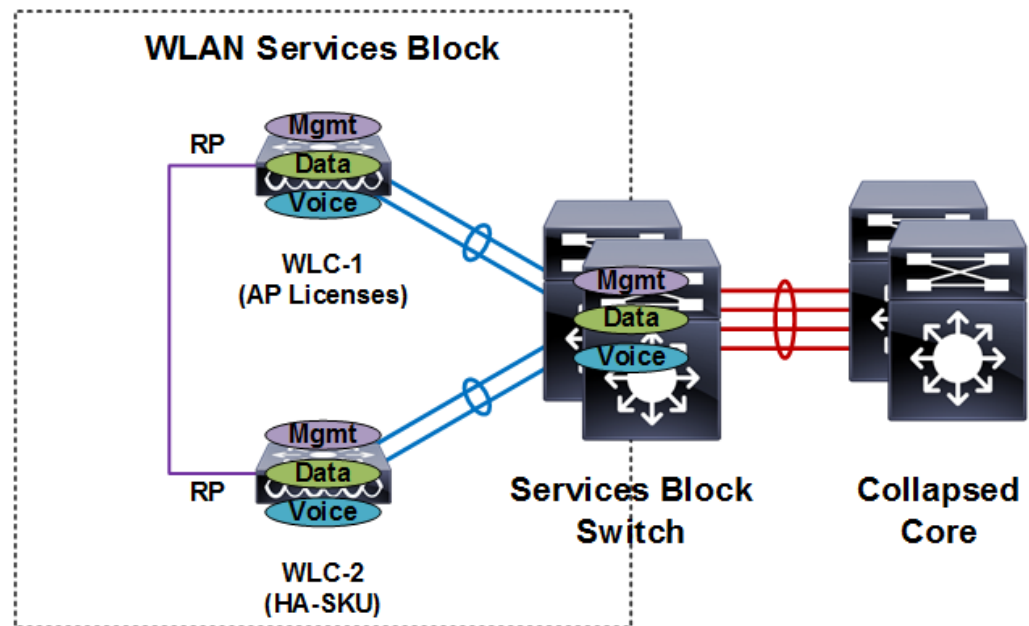 WLAN Services Block
RP
Mgmt
Data
Voice
WLC-1
(AP Licenses)
Mgmt
Data
Voice
RP
Mgmt
Data
Voice
WLC-2
(HA-SKU)
Services Block
Switch
Collapsed
Core